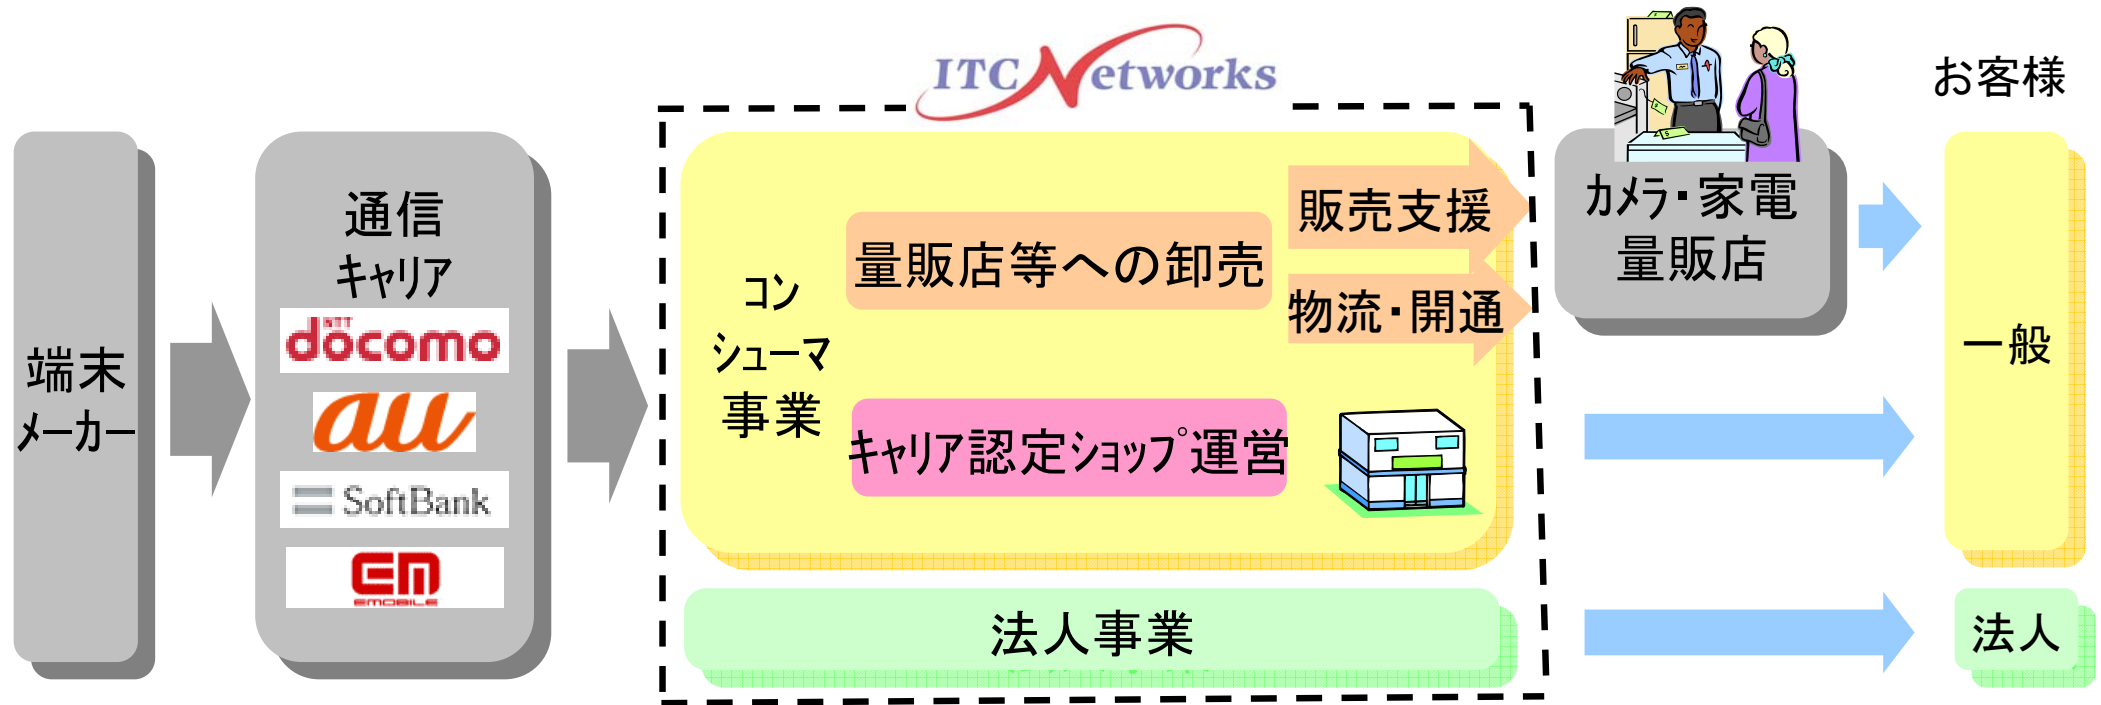 端末
メーカー
通信
キャリア
NTT
docomo
au
SoftBank
EM
EMOBILE
ITC Networks
コン
シューマ
事業
量販店等への卸売
販売支援
物流・開通
キャリア認定ショップ運営
法人事業
カメラ・家電
量販店
お客様
一般
法人